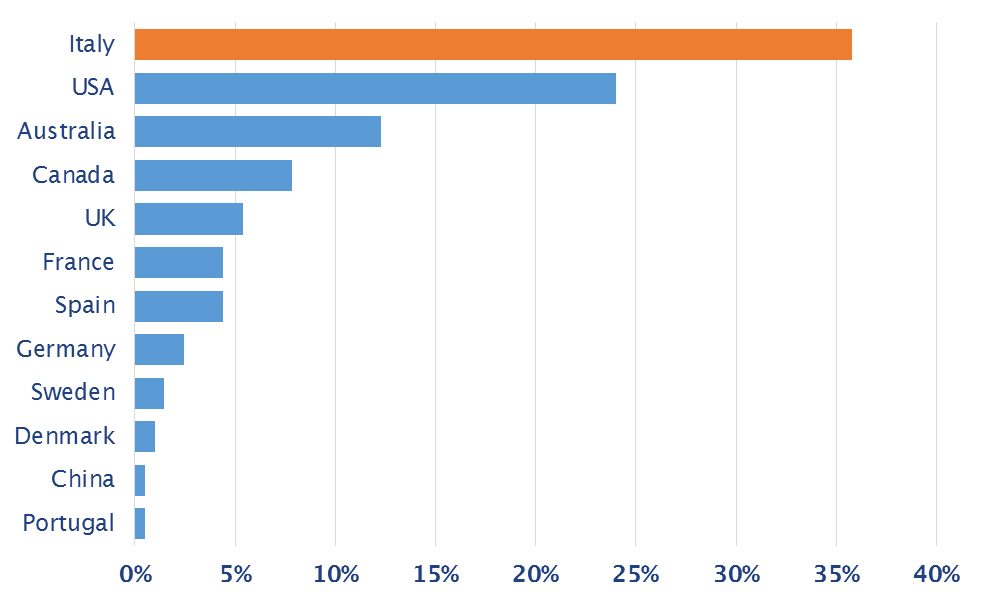 Italy
USA
Australia
Canada
UK
France
Spain
Germany
Sweden
Denmark
China
Portugal
0% 5% 10% 15% 20% 25% 30% 35% 40%